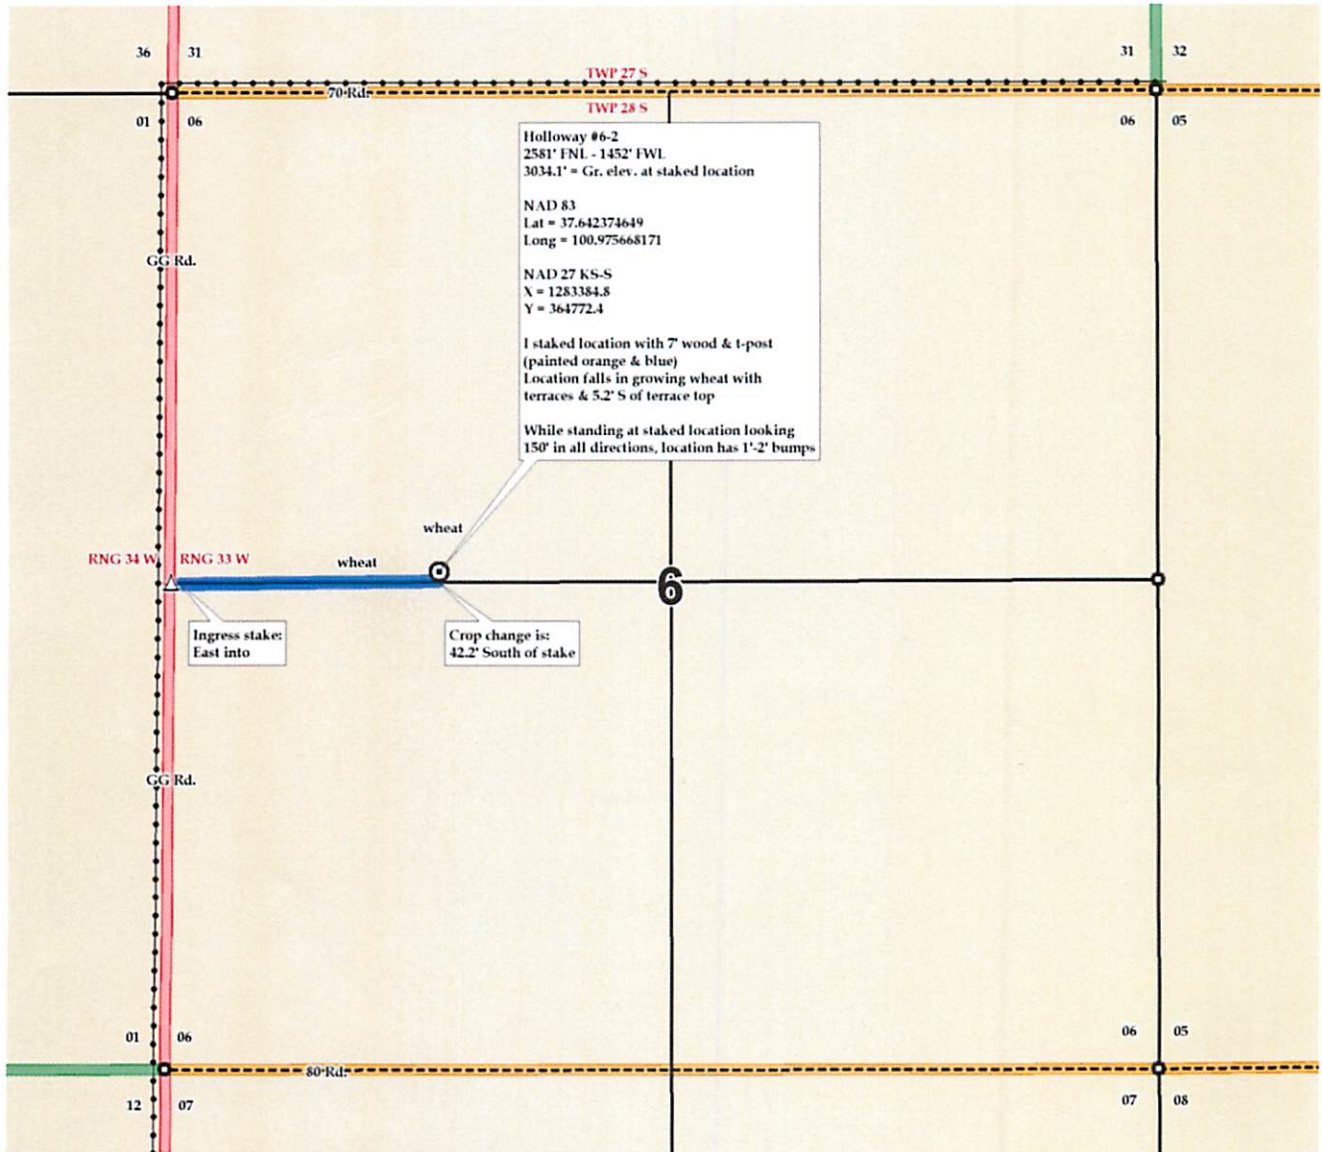 36 31
31 32
TWP 27 S
70 Rd.
TWP 28 S
01 06
06 05
Holloway #6-2
2581' FNL - 1452' FWL
3034.1' = Gr. elev. at staked location
NAD 83
Lat = 37.642374649
Long = 100.975668171
NAD 27 KS-S
X = 1283384.8
Y = 364772.4
I staked location with 7' wood & t-post
(painted orange & blue)
Location falls in growing wheat with
terraces & 5.2' S of terrace top
While standing at staked location looking
150' in all directions, location has 1'-2' bumps
GG Rd.
wheat
RNG 34 W RNG 33 W
wheat
6
Ingress stake:
East into
Crop change is:
42.2' South of stake
GG Rd.
01 06
06 05
80 Rd.
12 07
07 08